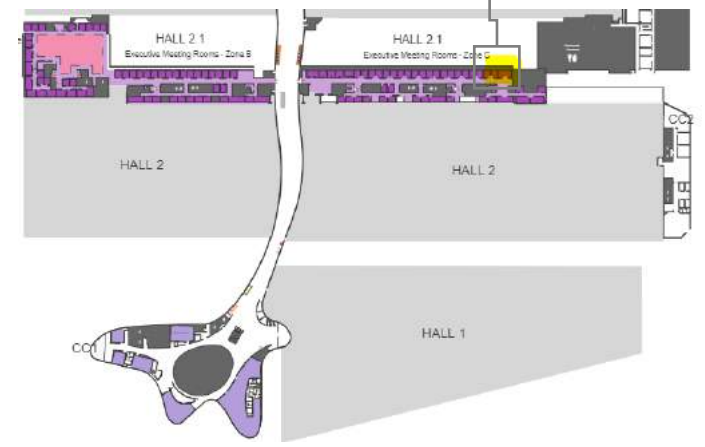 HALL 2.1
Executive Meeting Rooms - Zone B
HALL 2.1
Executive Meeting Rooms - Zone C
CC2
HALL 2
HALL 2
HALL 1
CC1